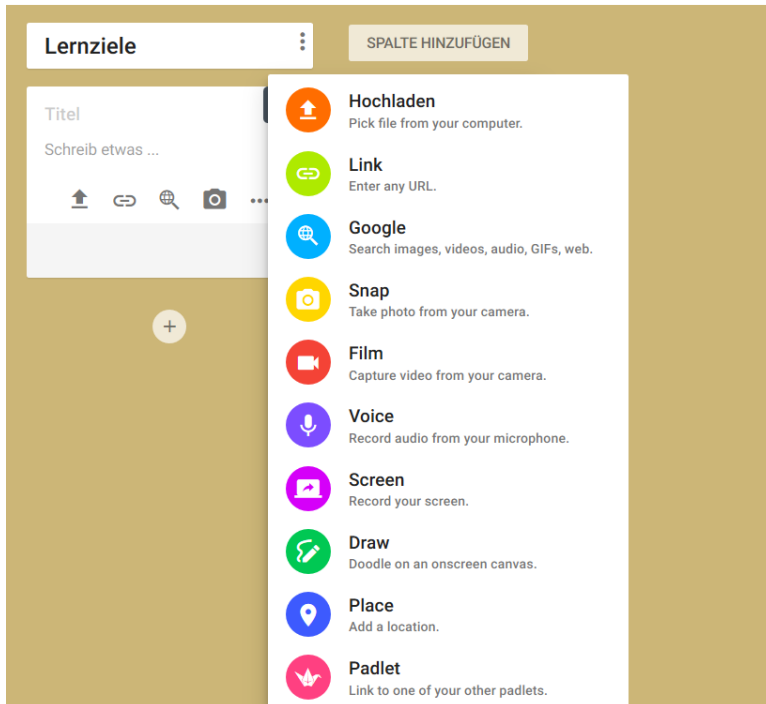 Lernziele
SPALTE HINZUFÜGEN
Titel
Schreib etwas ...
Hochladen
Pick file from your computer.
Link
Enter any URL.
Google
Search images, videos, audio, GIFs, web.
Snap
Take photo from your camera.
Film
Capture video from your camera.
Voice
Record audio from your microphone.
Screen
Record your screen.
Draw
Doodle on an onscreen canvas.
Place
Add a location.
Padlet
Link to one of your other padlets.